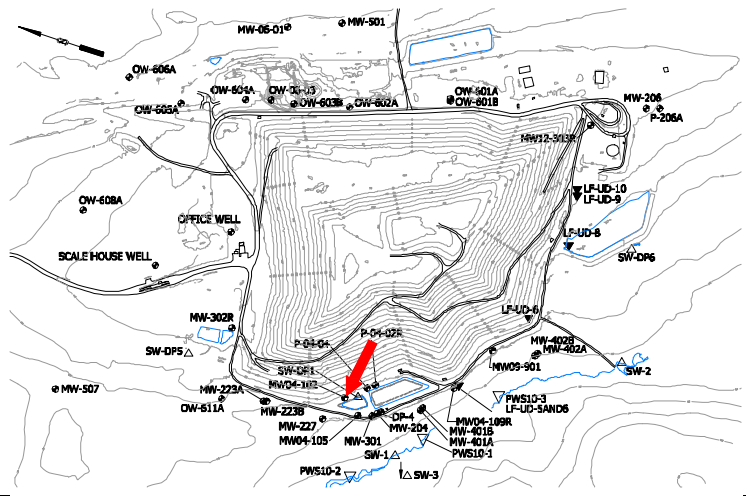 MW-06-01
MW-501
OW-606A
OW-604A
OW-603B
OW-602A
OW-601A
OW-601B
MW-206
P-206A
OW-605A
MW12-303R
LF-UD-10
LF-UD-9
OW-608A
OFFICE WELL
LF-UD-8
SW-DP6
SCALE HOUSE WELL
MW-302R
LF-UD-6
P-04-04
P-04-02R
SW-DP5
MW-402B
MW-402A
SW-DP1
MW09-901
SW-2
MW-507
MW-223A
MW04-102
OW-611A
MW-223B
PWS10-3
LF-UD-5AND6
DP-4
MW04-109R
MW-227
MW-204
MW-401B
MW04-105
MW-301
MW-401A
SW-1
PWS10-1
PWS10-2
SW-3